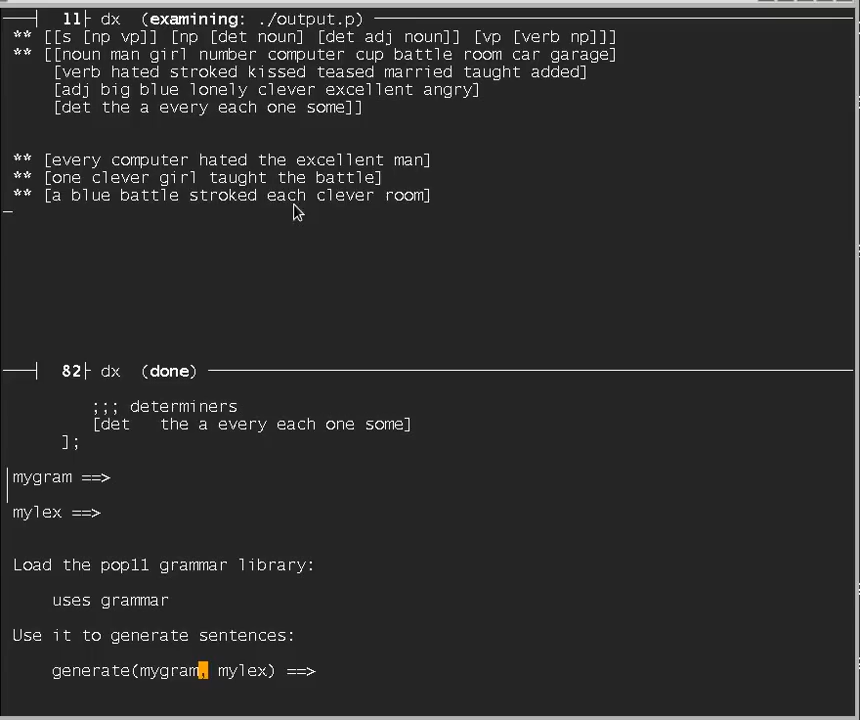 11 dx (examining: ./output.p)
** [[s [np vp]] [np [det noun] [det adj noun]] [vp [verb np]]]
** [[noun man girl number computer cup battle room car garage]
[verb hated stroked kissed teased married taught added]
[adj big blue lonely clever excellent angry]
[det the a every each one some]]
** [every computer hated the excellent man]
** [one clever girl taught the battle]
** [a blue battle stroked each clever room]
82 dx (done)
;;; determiners
[det the a every each one some]
];
mygram ==>
mylex ==>
Load the pop11 grammar library:
uses grammar
Use it to generate sentences:
generate(mygram, mylex) ==>